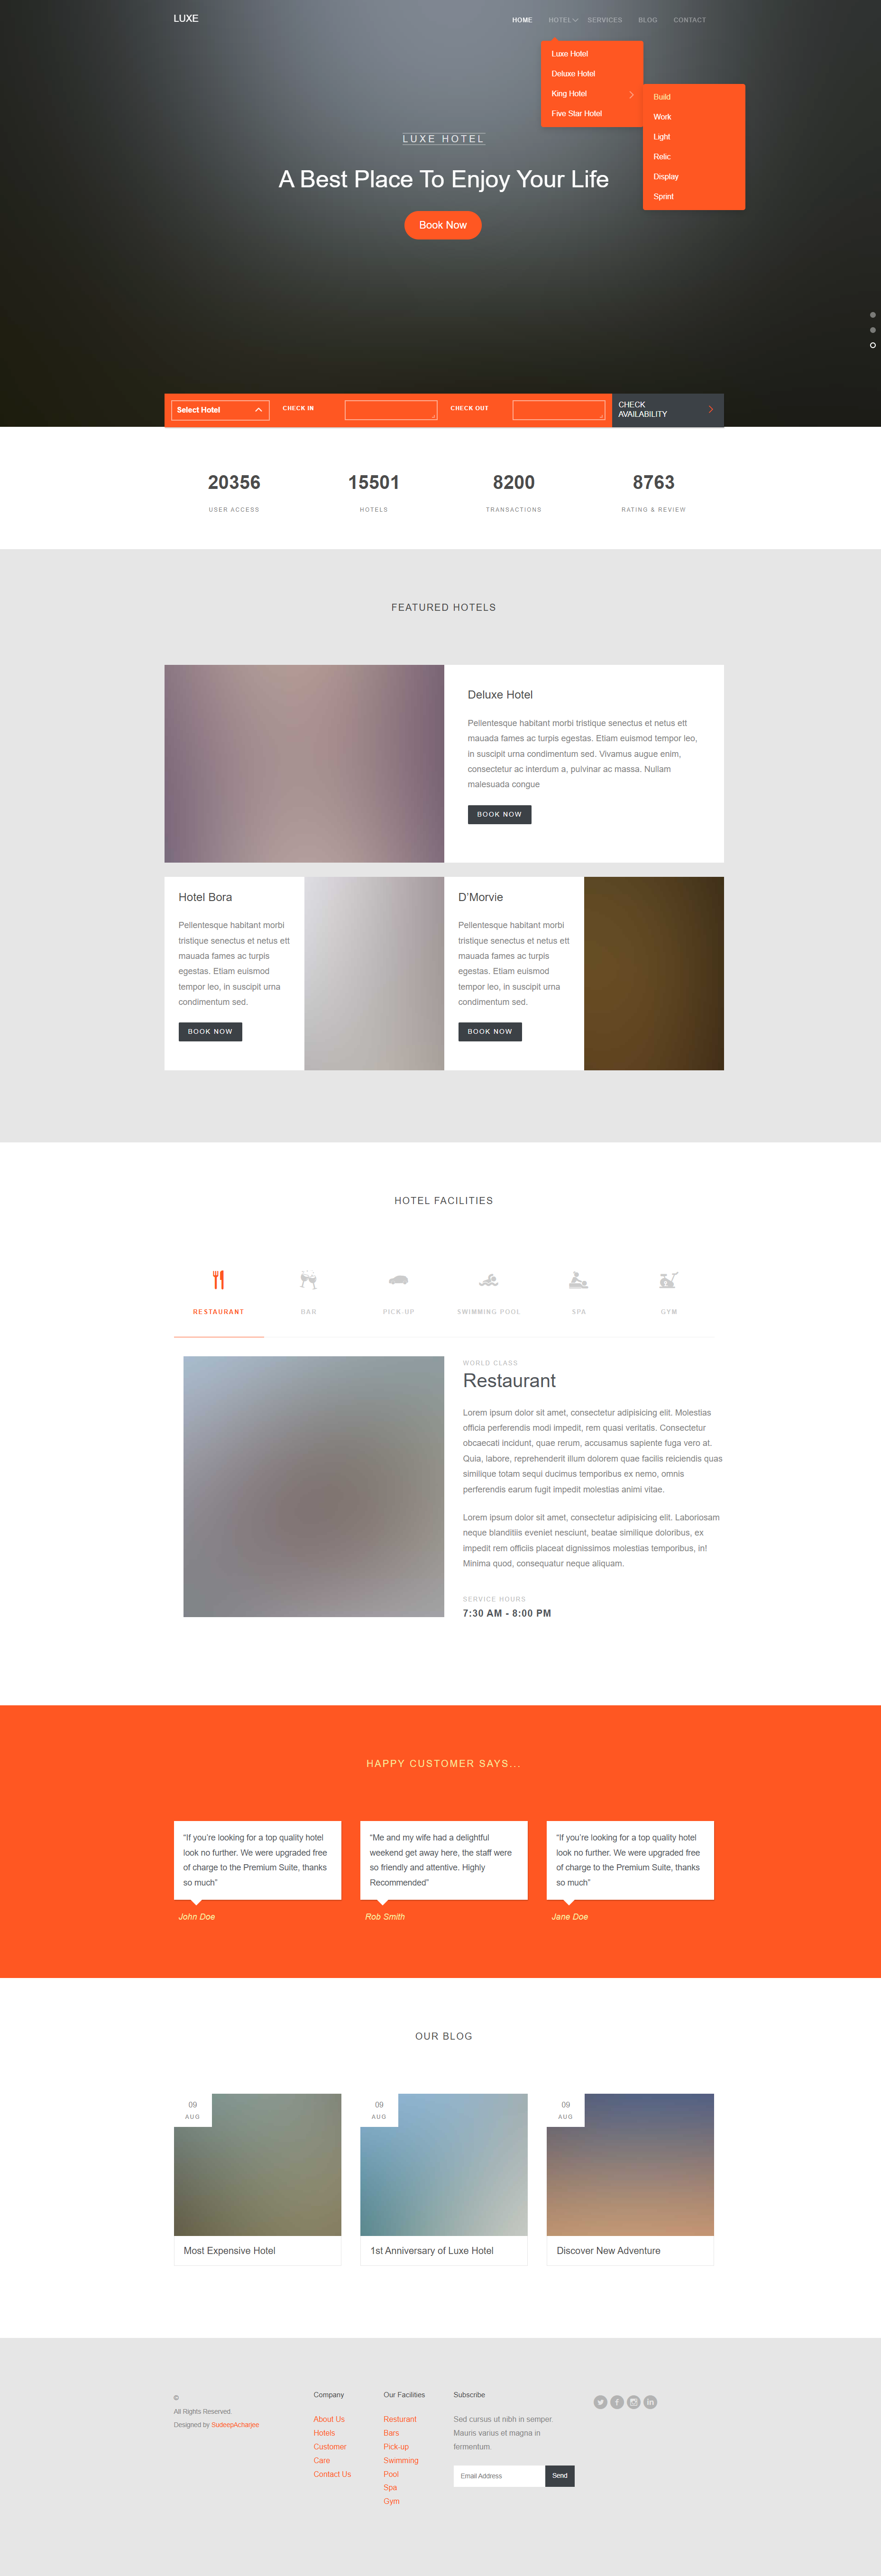 LUXE
HOME
HOTEL
SERVICES
BLOG
CONTACT
Luxe Hotel
Deluxe Hotel
King Hotel
Five Star Hotel
Build
Work
Light
Relic
Display
Sprint
LUXE HOTEL
A Best Place To Enjoy Your Life
Book Now
Select Hotel
CHECK IN
CHECK OUT
CHECK
AVAILABILITY
20356
USER ACCESS
15501
HOTELS
8200
TRANSACTIONS
8763
RATING & REVIEW
FEATURED HOTELS
Deluxe Hotel
Pellentesque habitant morbi tristique senectus et netus ett
mauada fames ac turpis egestas. Etiam euismod tempor leo,
in suscipit urna condimentum sed. Vivamus augue enim,
consectetur ac interdum a, pulvinar ac massa. Nullam
malesuada congue
BOOK NOW
Hotel Bora
Pellentesque habitant morbi
tristique senectus et netus ett
mauada fames ac turpis
egestas. Etiam euismod
tempor leo, in suscipit urna
condimentum sed.
BOOK NOW
D'Morvie
Pellentesque habitant morbi
tristique senectus et netus ett
mauada fames ac turpis
egestas. Etiam euismod
tempor leo, in suscipit urna
condimentum sed.
BOOK NOW
HOTEL FACILITIES
RESTAURANT
BAR
PICK-UP
SWIMMING POOL
SPA
GYM
WORLD CLASS
Restaurant
Lorem ipsum dolor sit amet, consectetur adipisicing elit. Molestias
officia perferendis modi impedit, rem quasi veritatis. Consectetur
obcaecati incidunt, quae rerum, accusamus sapiente fuga vero at.
Quia, labore, reprehenderit illum dolorem quae facilis reiciendis quas
similique totam sequi ducimus temporibus ex nemo, omnis
perferendis earum fugit impedit molestias animi vitae.
Lorem ipsum dolor sit amet, consectetur adipisicing elit. Laboriosam
neque blanditiis eveniet nesciunt, beatae similique doloribus, ex
impedit rem officiis placeat dignissimos molestias temporibus, in!
Minima quod, consequatur neque aliquam.
SERVICE HOURS
7:30 AM - 8:00 PM
HAPPY CUSTOMER SAYS...
“If you're looking for a top quality hotel
look no further. We were upgraded free
of charge to the Premium Suite, thanks
so much”
John Doe
“Me and my wife had a delightful
weekend get away here, the staff were
so friendly and attentive. Highly
Recommended”
Rob Smith
“If you're looking for a top quality hotel
look no further. We were upgraded free
of charge to the Premium Suite, thanks
so much”
Jane Doe
OUR BLOG
09
AUG
Most Expensive Hotel
09
AUG
1st Anniversary of Luxe Hotel
09
AUG
Discover New Adventure
©
All Rights Reserved.
Designed by SudeepAcharjee
Company
About Us
Hotels
Customer
Care
Contact Us
Our Facilities
Resturant
Bars
Pick-up
Swimming
Pool
Spa
Gym
Subscribe
Sed cursus ut nibh in semper.
Mauris varius et magna in
fermentum.
Email Address
Send